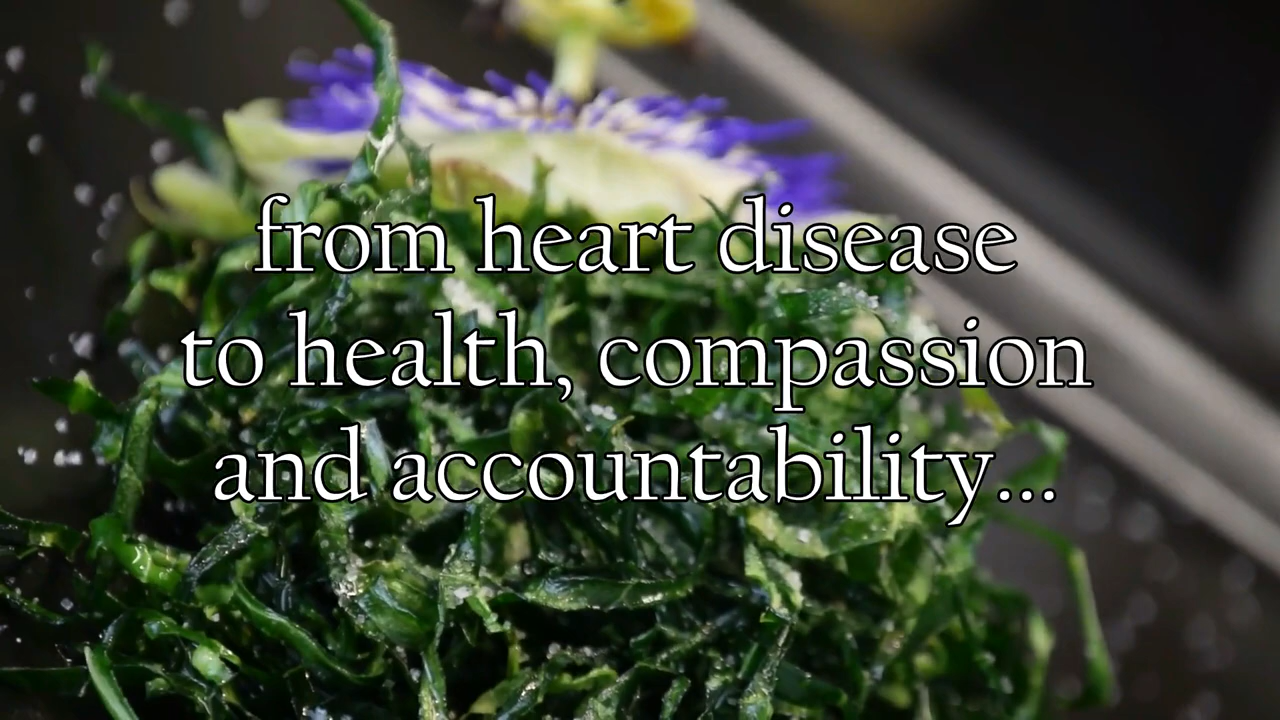 from heart disease
to health, compassion
and accountability...